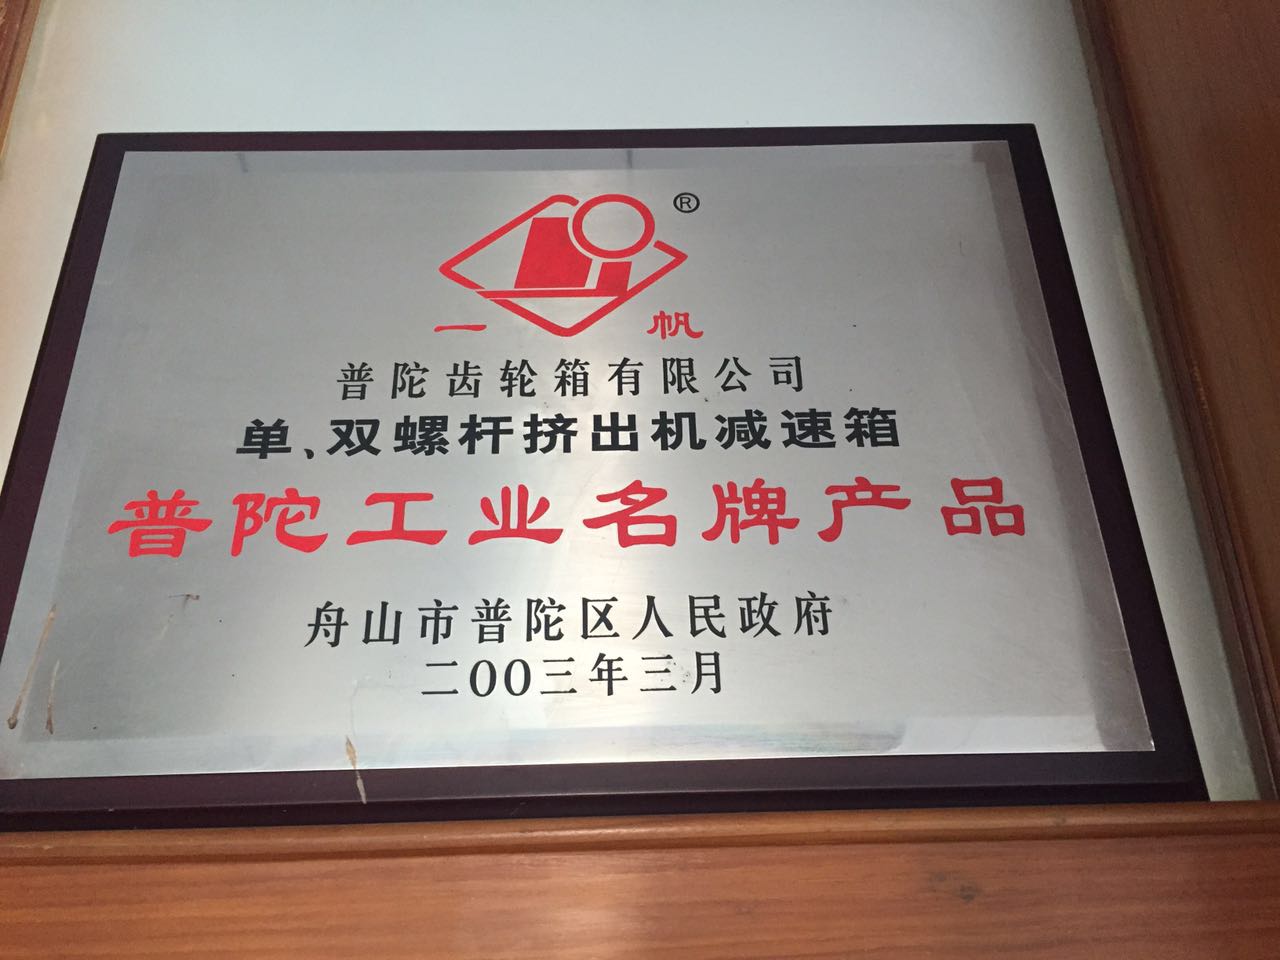 ®
一帆
普陀齿轮箱有限公司
单、双螺杆挤出机减速箱
普陀工业名牌产品
舟山市普陀区人民政府
二OO三年三月